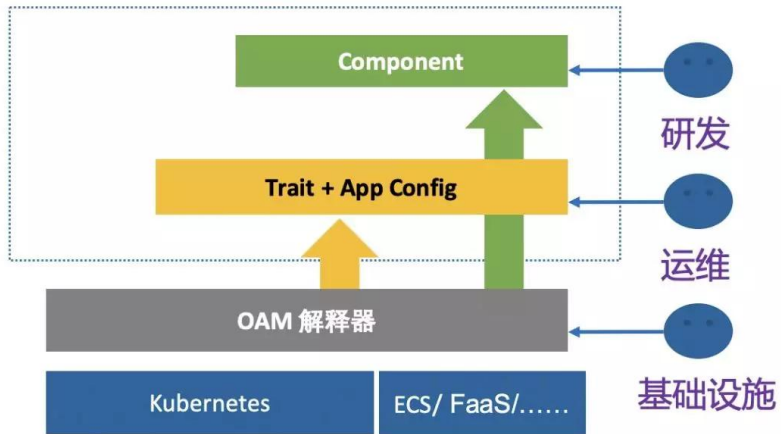 Component
研发
Trait + App Config
运维
OAM 解释器
基础设施
Kubernetes
ECS/ FaaS/……